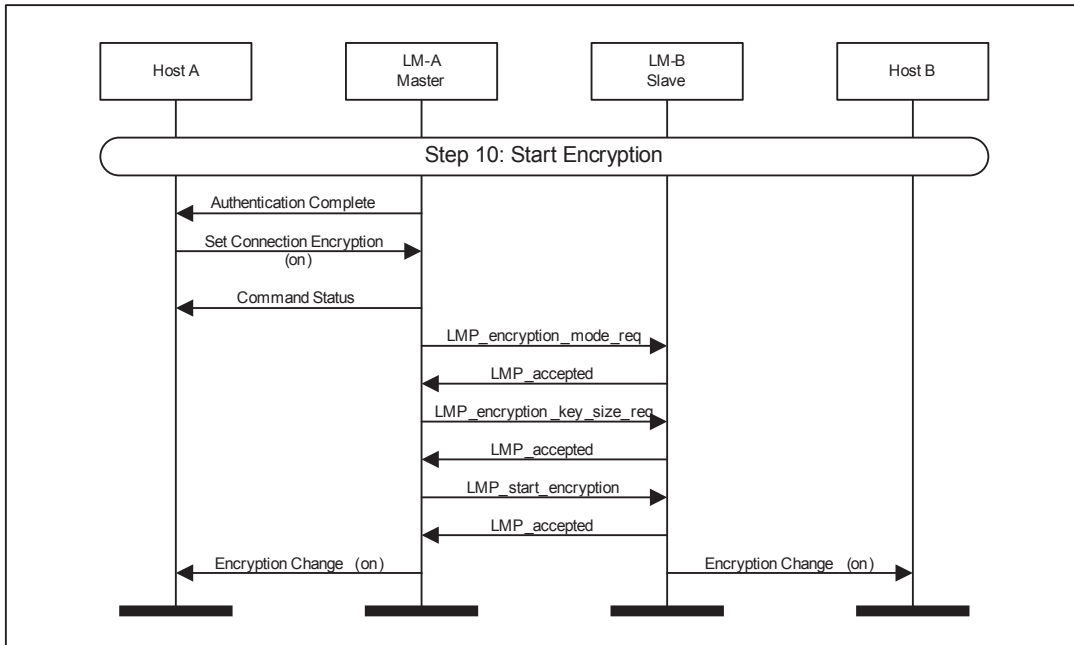 Host A
LM-A
Master
LM-B
Slave
Host B
Step 10: Start Encryption
Authentication Complete
Set Connection Encryption
(on)
Command Status
LMP_encryption_mode_req
LMP_accepted
LMP_encryption_key_size_req
LMP_accepted
LMP_start_encryption
LMP_accepted
Encryption Change (on)
Encryption Change (on)